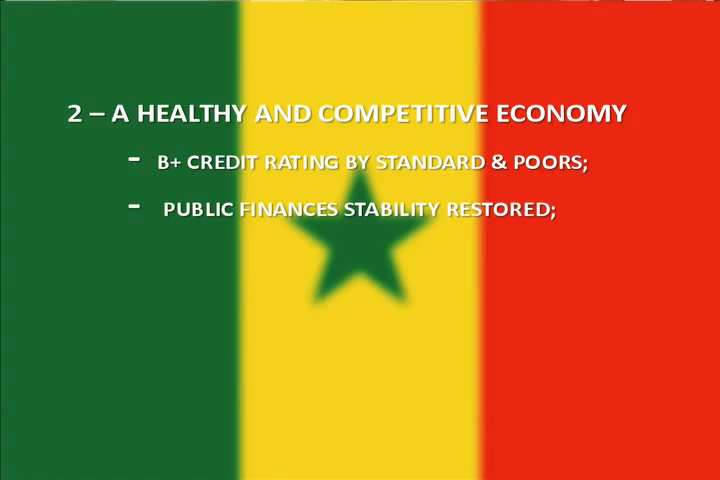 2 – A HEALTHY AND COMPETITIVE ECONOMY
- B+ CREDIT RATING BY STANDARD & POORS;
- PUBLIC FINANCES STABILITY RESTORED;